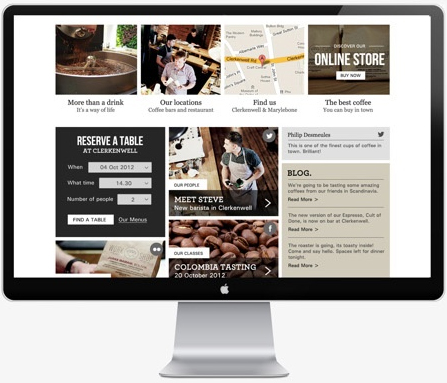 DISCOVER OUR
ONLINE STORE
BUY NOW
Clerkenwell
More than a drink
It's a way of life
Our locations
Coffee bars and restaurant
Find us
Clerkenwell & Marylebone
The best coffee
You can buy in town
RESERVE A TABLE
AT CLERKENWELL
When
04 Oct 2012
What time
14.30
Number of people
2
FIND A TABLE
Our Menus
OUR PEOPLE
MEET STEVE
New barista in Clerkenwell
OUR CLASSES
COLOMBIA TASTING
20 October 2012
Philip Desmeules
This is one of the finest cups of coffee in
town. Brilliant!
BLOG.
We're going to be tasting some amazing
coffees from our friends in Scandinavia.
Read More >
The new version of our Espresso, Cult of
Done, is now on bar at Clerkenwell.
Read More >
The roaster is going, its toasty inside!
Come and say hello. Spaces left for dinner
tonight.
Read More >